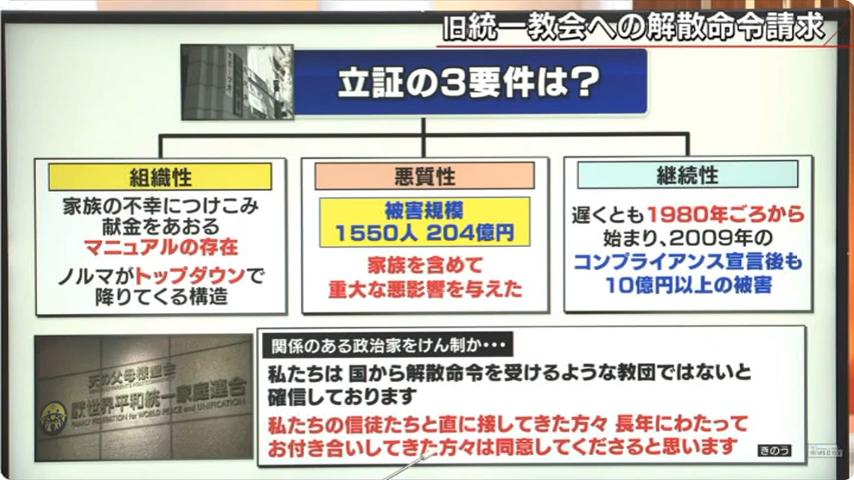 旧統一教会への解散命令請求
立証の3要件は?
組織性
家族の不幸につけこみ
献金をあおる
マニュアルの存在
ノルマがトップダウンで
降りてくる構造
悪質性
被害規模
1550人 204億円
家族を含めて
重大な悪影響を与えた
継続性
遅くとも1980年ごろから
始まり、2009年の
コンプライアンス宣言後も
10億円以上の被害
天の父母様聖会
世界平和統一家庭連合
FAMILY FEDERATION for WORLD PEACE and UNIFICATION
関係のある政治家をけん制か・・・
私たちは 国から解散命令を受けるような教団ではないと
確信しております
私たちの信徒たちと直に接してきた方々 長年にわたって
お付き合いしてきた方々は同意してくださると思います
きのう